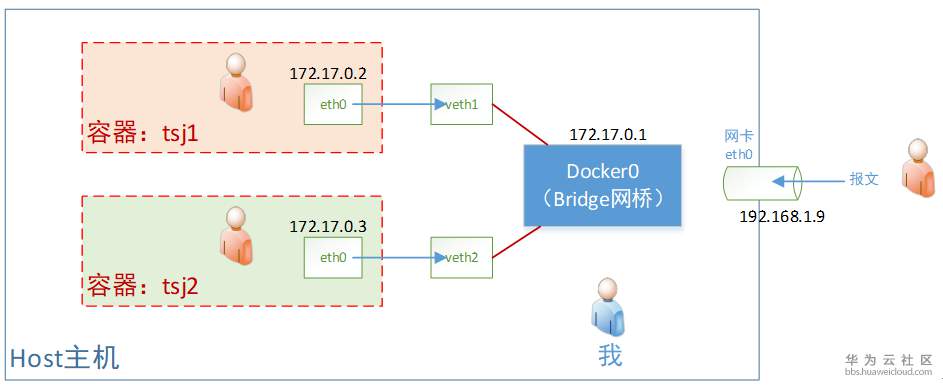 172.17.0.2
eth0
veth1
容器：tsj1
172.17.0.1
网卡
eth0
Docker0
（Bridge网桥）
报文
192.168.1.9
172.17.0.3
eth0
veth2
容器：tsj2
我
Host主机
华为云社区
bbs.huaweicloud.com